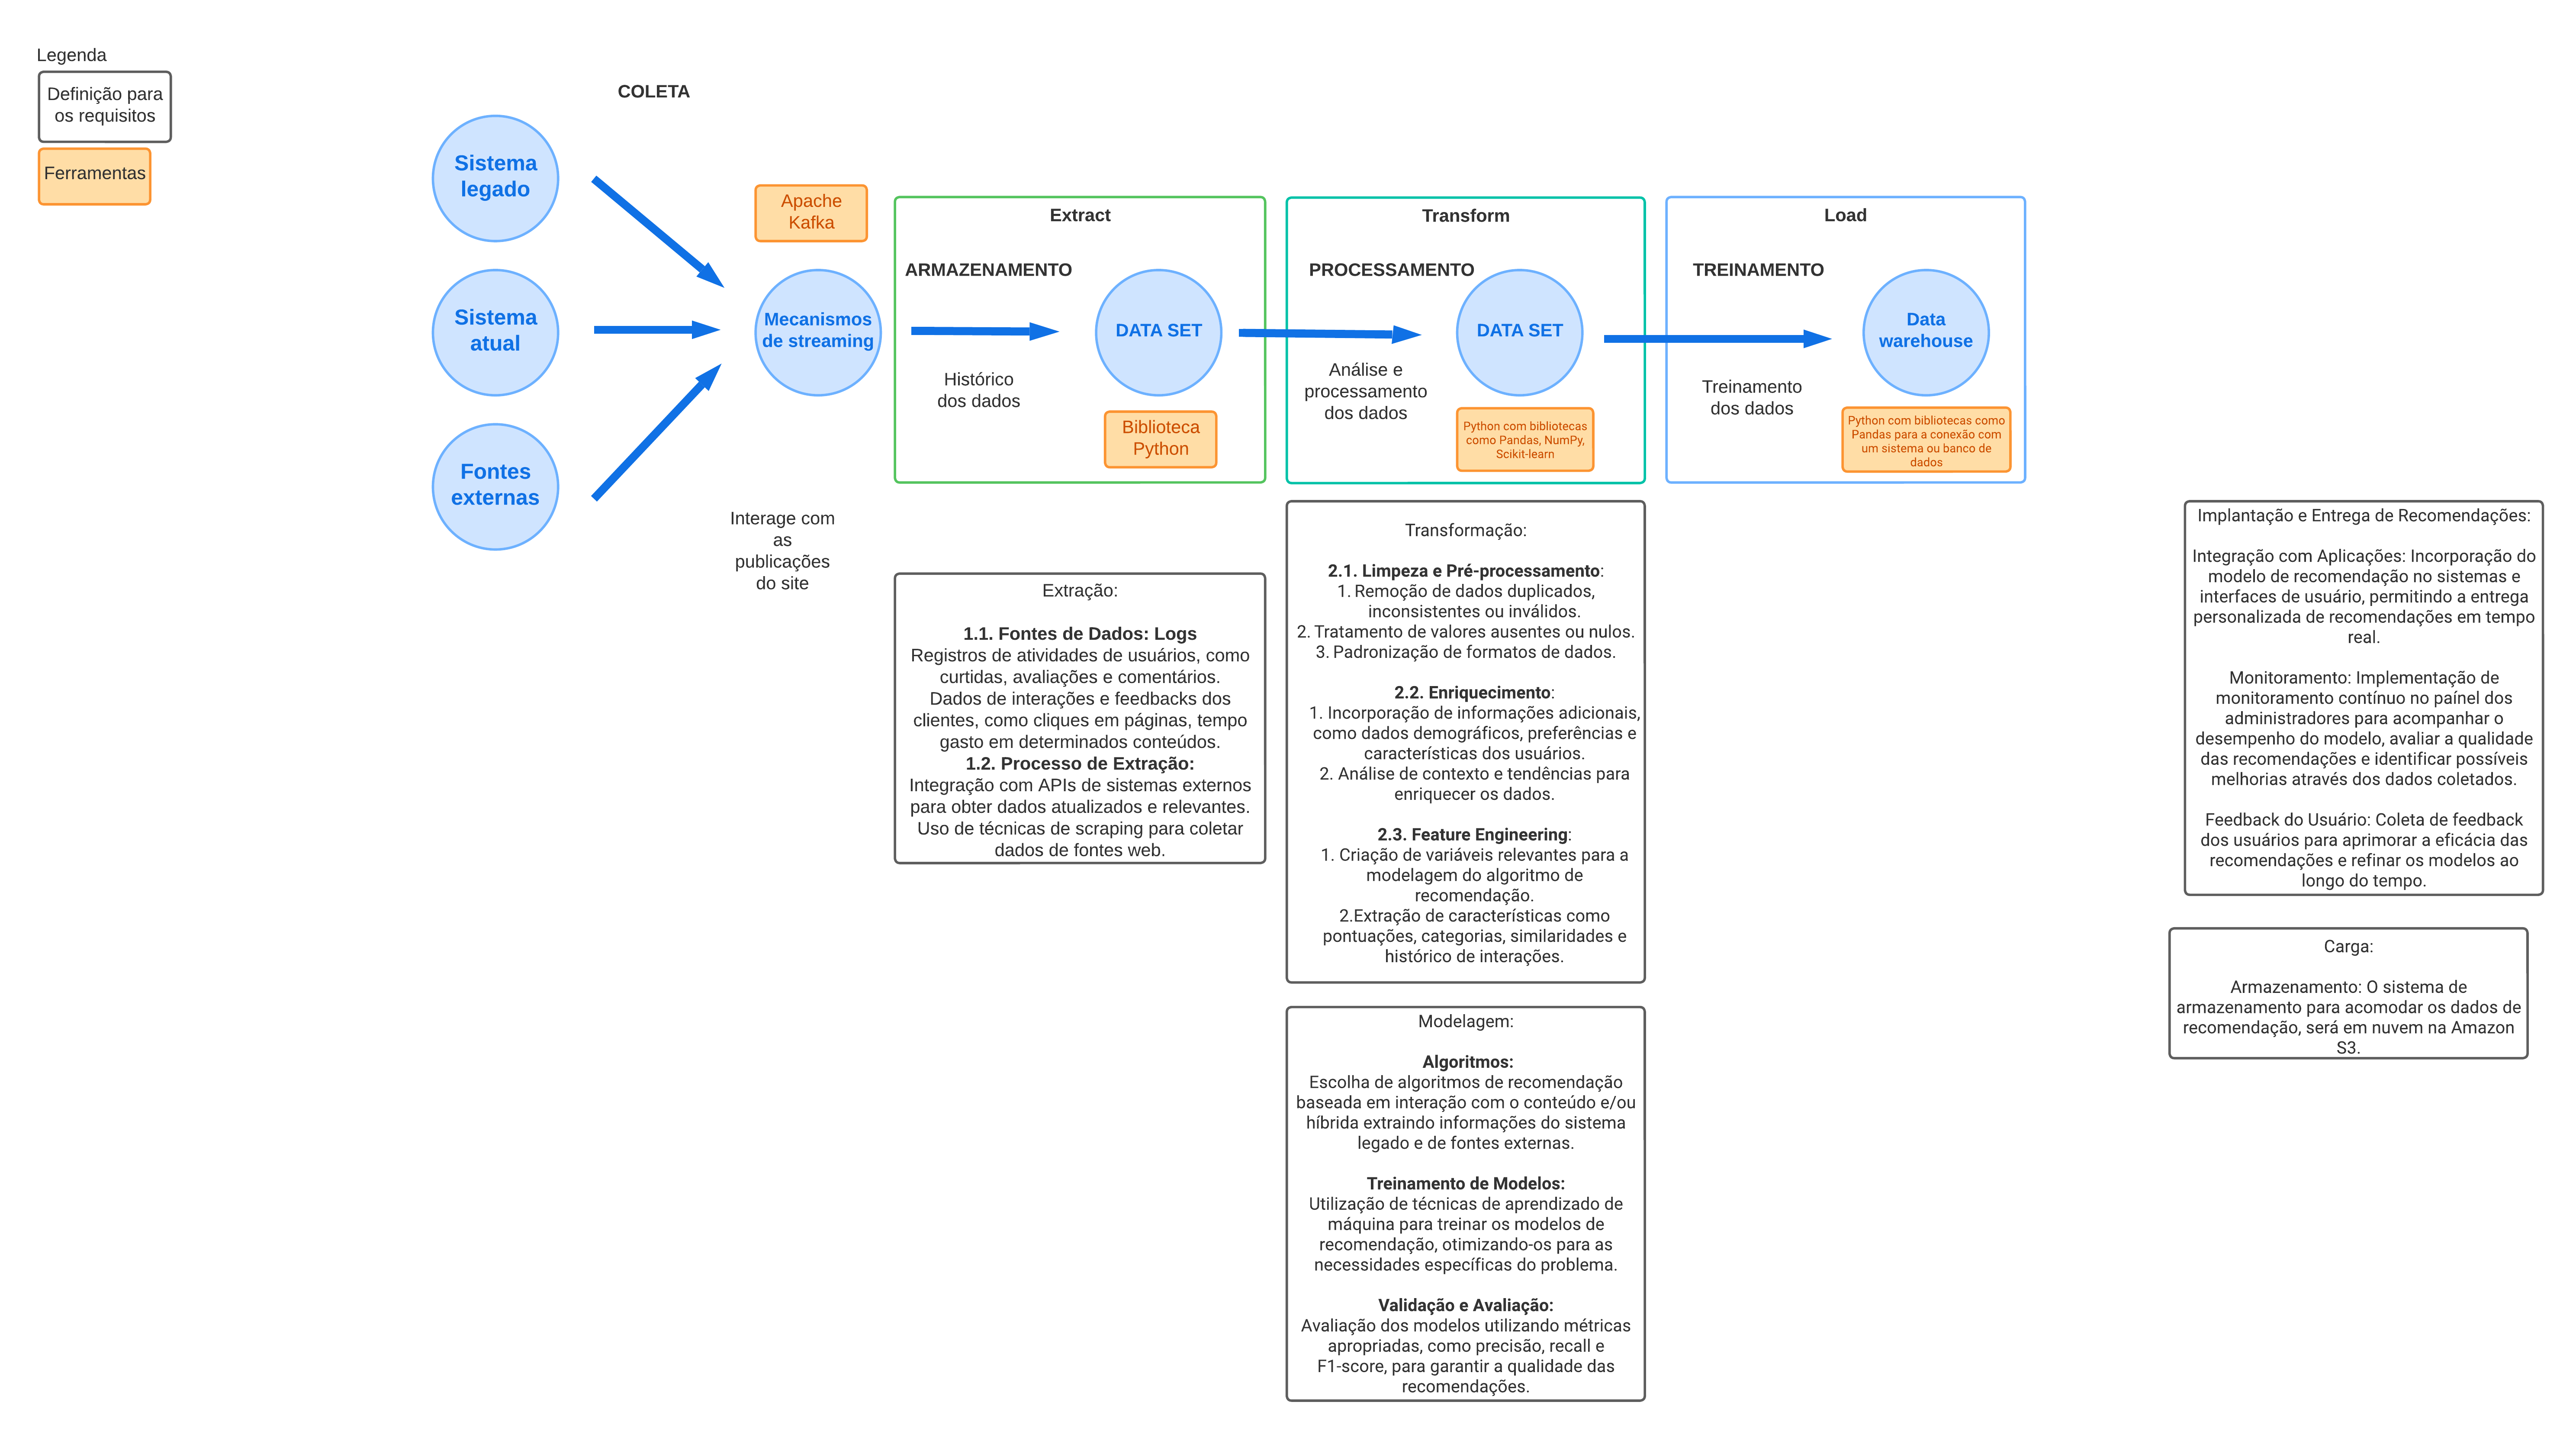 Legenda
Definição para
os requisitos
Ferramentas
COLETA
Sistema
legado
Sistema
atual
Fontes
externas
Apache
Kafka
Mecanismos
de streaming
Interage com
as
publicações
do site
Extract
ARMAZENAMENTO
DATA SET
Histórico
dos dados
Biblioteca
Python
Transform
PROCESSAMENTO
DATA SET
Análise e
processamento
dos dados
Python com bibliotecas
como Pandas, NumPy,
Scikit-learn
Load
TREINAMENTO
Data
warehouse
Treinamento
dos dados
Python com bibliotecas como
Pandas para a conexão com
um sistema ou banco de
dados
Extração:
1.1. Fontes de Dados: Logs
Registros de atividades de usuários, como
curtidas, avaliações e comentários.
Dados de interações e feedbacks dos
clientes, como cliques em páginas, tempo
gasto em determinados conteúdos.
1.2. Processo de Extração:
Integração com APIs de sistemas externos
para obter dados atualizados e relevantes.
Uso de técnicas de scraping para coletar
dados de fontes web.
Transformação:
2.1. Limpeza e Pré-processamento:
1. Remoção de dados duplicados,
inconsistentes ou inválidos.
2. Tratamento de valores ausentes ou nulos.
3. Padronização de formatos de dados.
2.2. Enriquecimento:
1. Incorporação de informações adicionais,
como dados demográficos, preferências e
características dos usuários.
2. Análise de contexto e tendências para
enriquecer os dados.
2.3. Feature Engineering:
1. Criação de variáveis relevantes para a
modelagem do algoritmo de
recomendação.
2.Extração de características como
pontuações, categorias, similaridades e
histórico de interações.
Modelagem:
Algoritmos:
Escolha de algoritmos de recomendação
baseada em interação com o conteúdo e/ou
híbrida extraindo informações do sistema
legado e de fontes externas.
Treinamento de Modelos:
Utilização de técnicas de aprendizado de
máquina para treinar os modelos de
recomendação, otimizando-os para as
necessidades específicas do problema.
Validação e Avaliação:
Avaliação dos modelos utilizando métricas
apropriadas, como precisão, recall e
F1-score, para garantir a qualidade das
recomendações.
Implantação e Entrega de Recomendações:
Integração com Aplicações: Incorporação do
modelo de recomendação no sistemas e
interfaces de usuário, permitindo a entrega
personalizada de recomendações em tempo
real.
Monitoramento: Implementação de
monitoramento contínuo no paínel dos
administradores para acompanhar o
desempenho do modelo, avaliar a qualidade
das recomendações e identificar possíveis
melhorias através dos dados coletados.
Feedback do Usuário: Coleta de feedback
dos usuários para aprimorar a eficácia das
recomendações e refinar os modelos ao
longo do tempo.
Carga:
Armazenamento: O sistema de
armazenamento para acomodar os dados de
recomendação, será em nuvem na Amazon
S3.